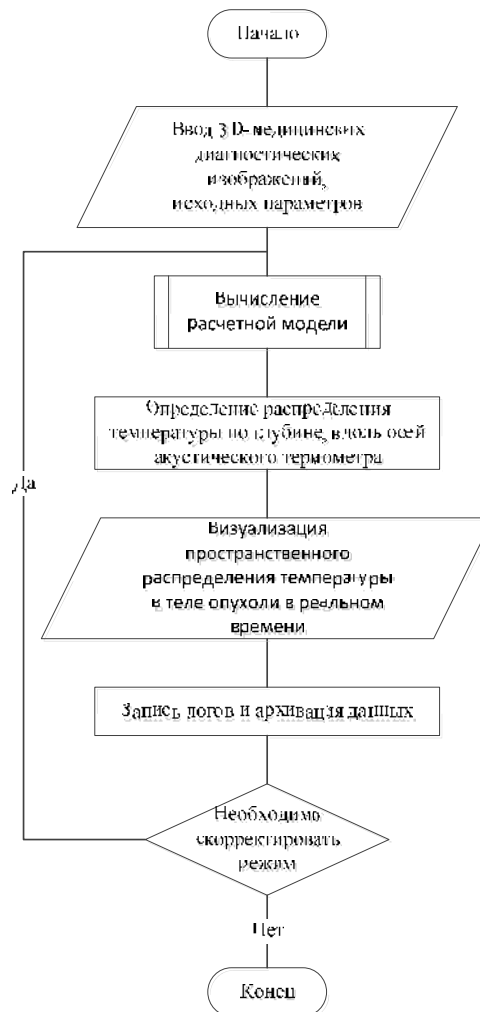 Начало
Ввод 3D-медицинских
диагностических
изображений,
исходных параметров
Вычисление
расчетной модели
Определение распределения
температуры по глубине, вдоль осей
акустического термометра
Да
Визуализация
пространственного
распределения температуры
в теле опухоли в реальном
времени
Запись логов и архивация данных
Необходимо
скорректировать
режим
Нет
Конец